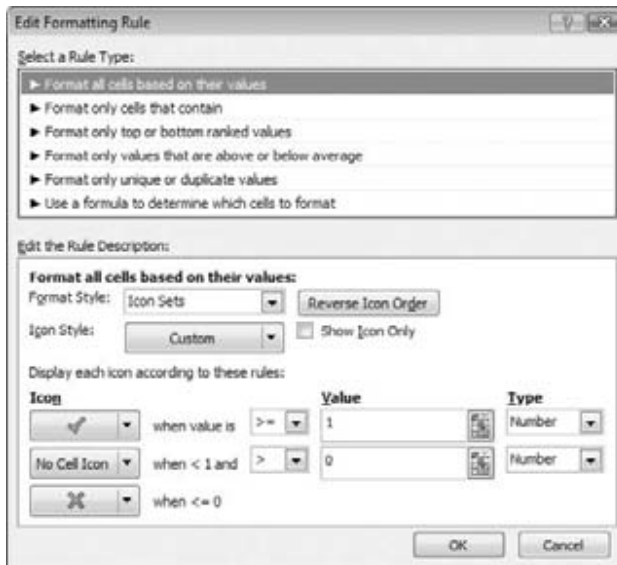 Edit Formatting Rule
Select a Rule Type:
► Format all cells based on their values
► Format only cells that contain
► Format only top or bottom ranked values
► Format only values that are above or below average
► Format only unique or duplicate values
► Use a formula to determine which cells to format
Edit the Rule Description:
Format all cells based on their values:
Format Style: Icon Sets Reverse Icon Order
Icon Style: Custom Show Icon Only
Display each icon according to these rules:
Icon Value Type
when value is >= 1 Number
No Cell Icon when < 1 and > 0 Number
when <= 0
OK Cancel